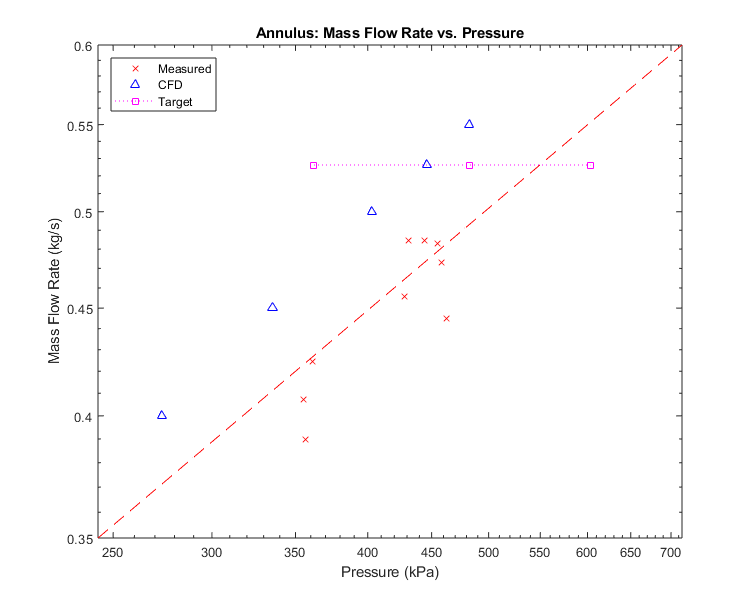 Annulus: Mass Flow Rate vs. Pressure
0.6
0.55
0.5
0.45
0.4
0.35
Mass Flow Rate (kg/s)
Measured
CFD
Target
250 300 350 400 450 500 550 600 650 700
Pressure (kPa)